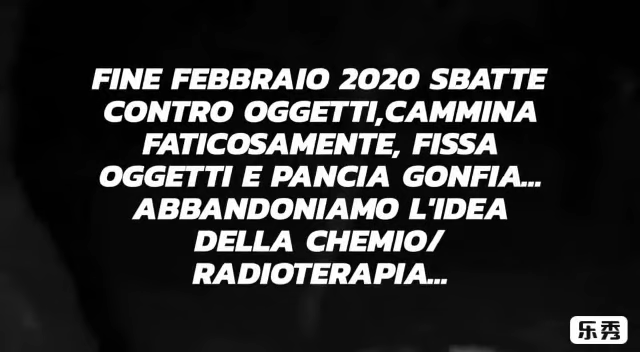 FINE FEBBRAIO 2020 SBATTE
CONTRO OGGETTI,CAMMINA
FATICOSAMENTE, FISSA
OGGETTI E PANCIA GONFIA...
ABBANDONIAMO L'IDEA
DELLA CHEMIO/
RADIOTERAPIA...
乐秀